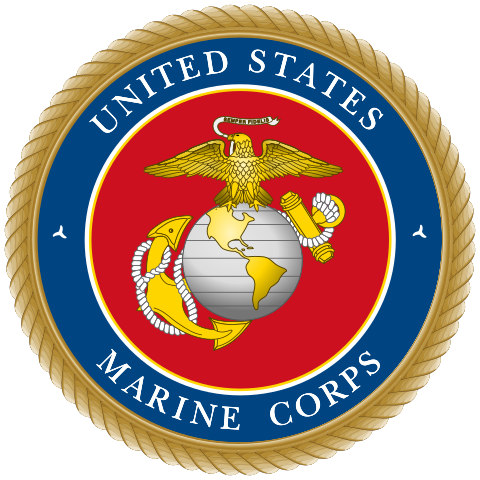 UNITED STATES
SEMPER FIDELIS
MARINE CORPS